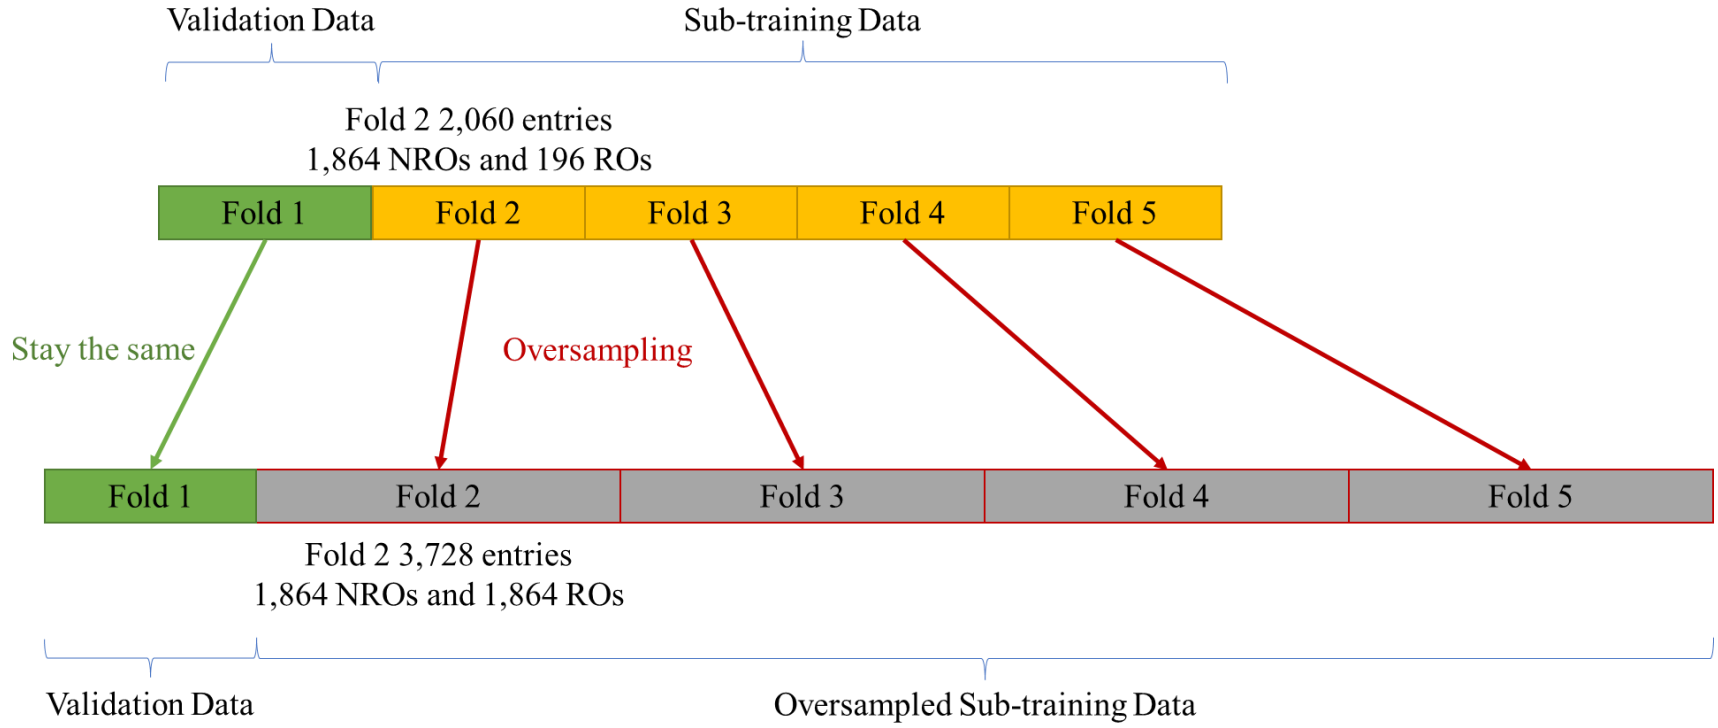 Validation Data
Sub-training Data
Fold 2 2,060 entries
1,864 NROs and 196 ROs
Fold 1
Fold 2
Fold 3
Fold 4
Fold 5
Stay the same
Oversampling
Fold 1
Fold 2
Fold 3
Fold 4
Fold 5
Fold 2 3,728 entries
1,864 NROs and 1,864 ROs
Validation Data
Oversampled Sub-training Data